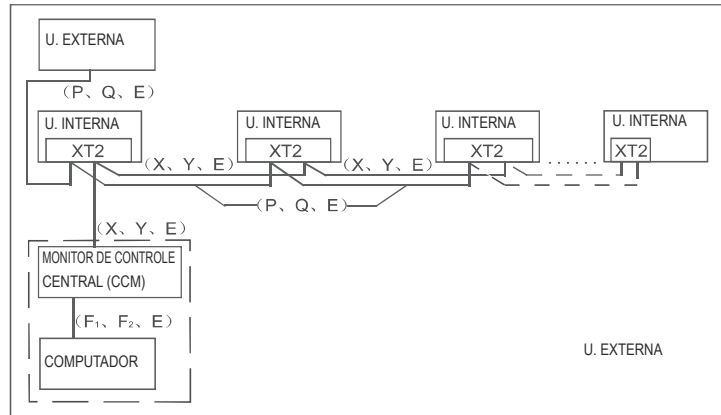 U. EXTERNA
(P、Q、E)
U. INTERNA
XT2
U. INTERNA
XT2
U. INTERNA
XT2
U. INTERNA
XT2
(X、Y、E)
(X、Y、E)
(P、Q、E)
(X、Y、E)
MONITOR DE CONTROLE
CENTRAL (CCM)
(F₁、F₂、E)
COMPUTADOR
U. EXTERNA